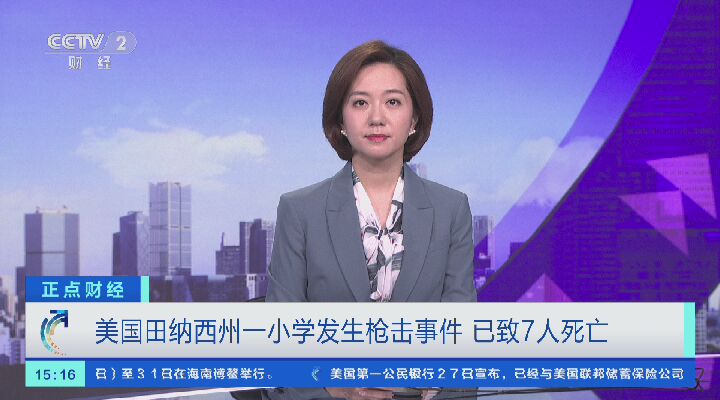 CCTV 2
财 经
正点财经
美国田纳西州一小学发生枪击事件 已致7人死亡
15:16 日）至31日在海南博鳌举行。 美国第一公民银行27日宣布，已经与美国联邦储蓄保险公司